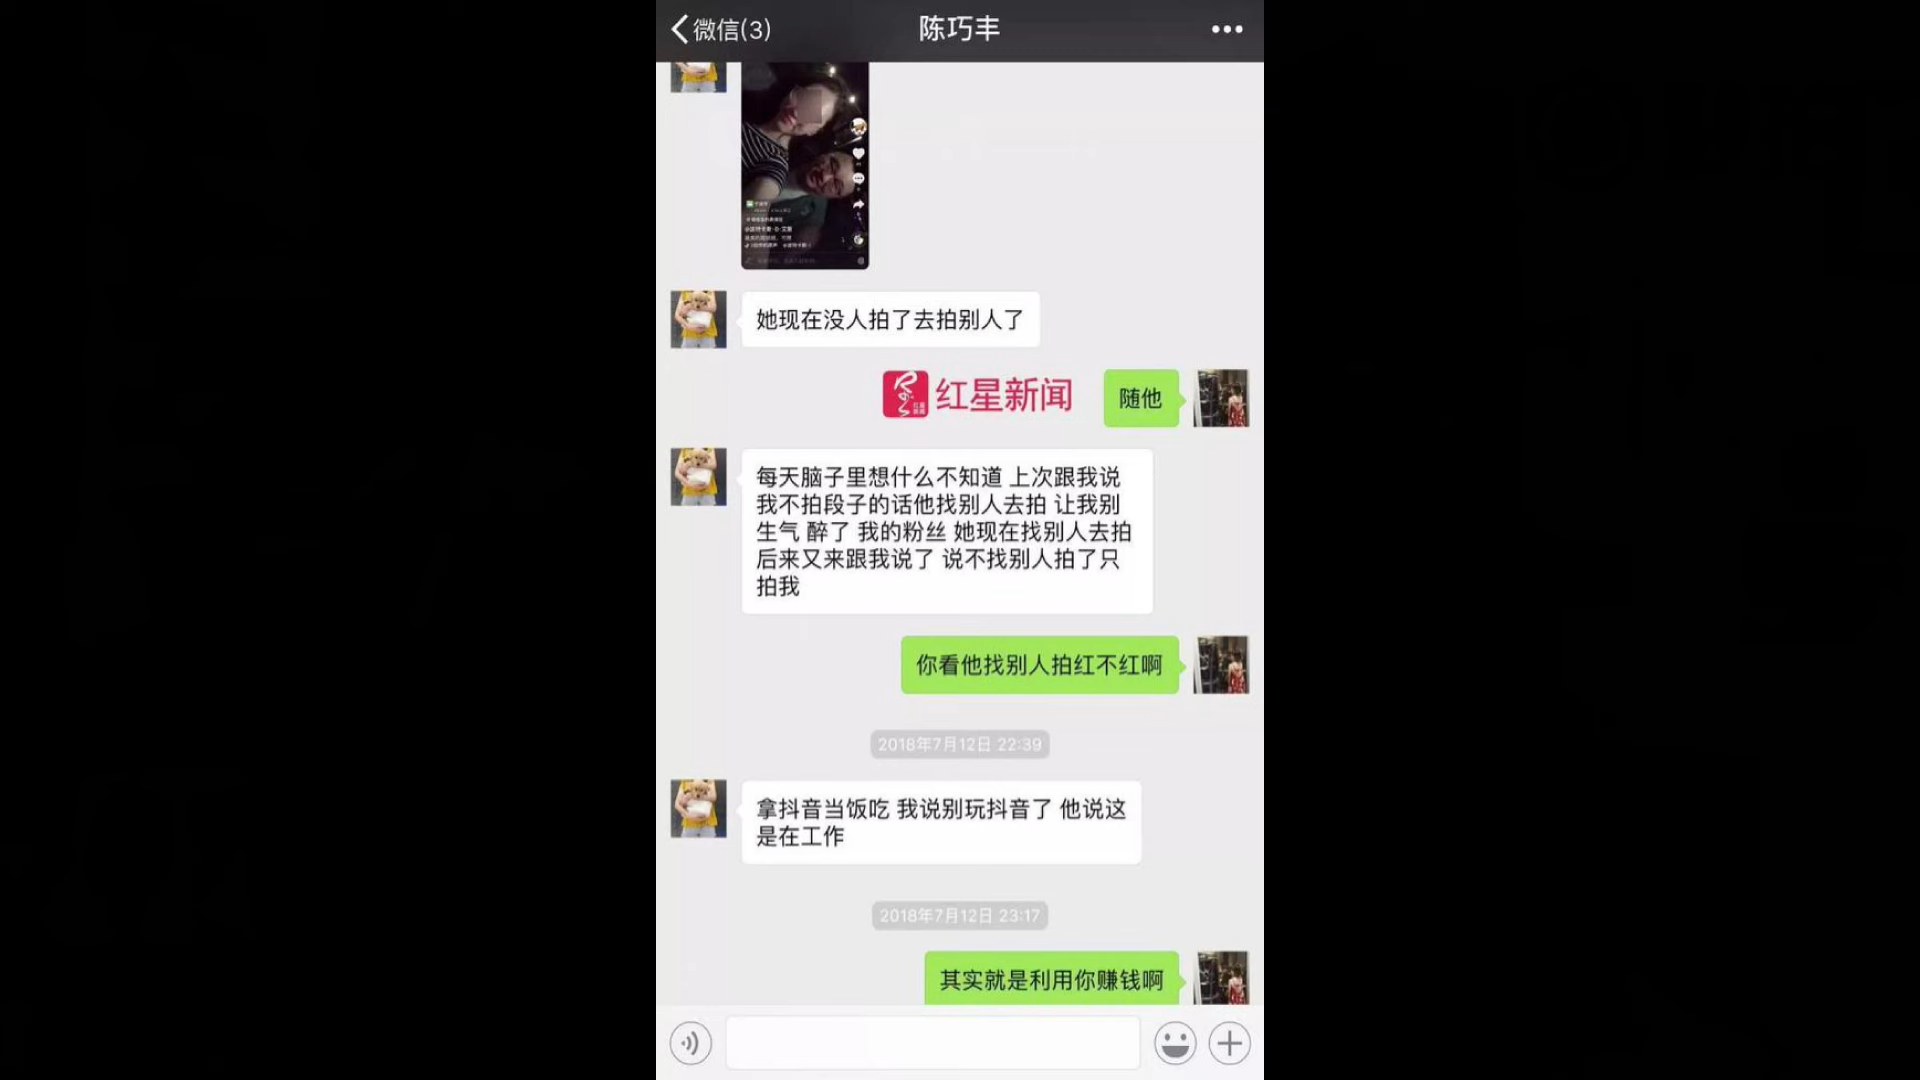 微信(3)
陈巧丰
她现在没人拍了去拍别人了
红星新闻
随他
每天脑子里想什么不知道 上次跟我说
我不拍段子的话他找别人去拍 让我别
生气 醉了 我的粉丝 她现在找别人去拍
后来又来跟我说了 说不找别人拍了只
拍我
你看他找别人拍红不红啊
2018年7月12日 22:39
拿抖音当饭吃 我说别玩抖音了 他说这
是在工作
2018年7月12日 23:17
其实就是利用你赚钱啊